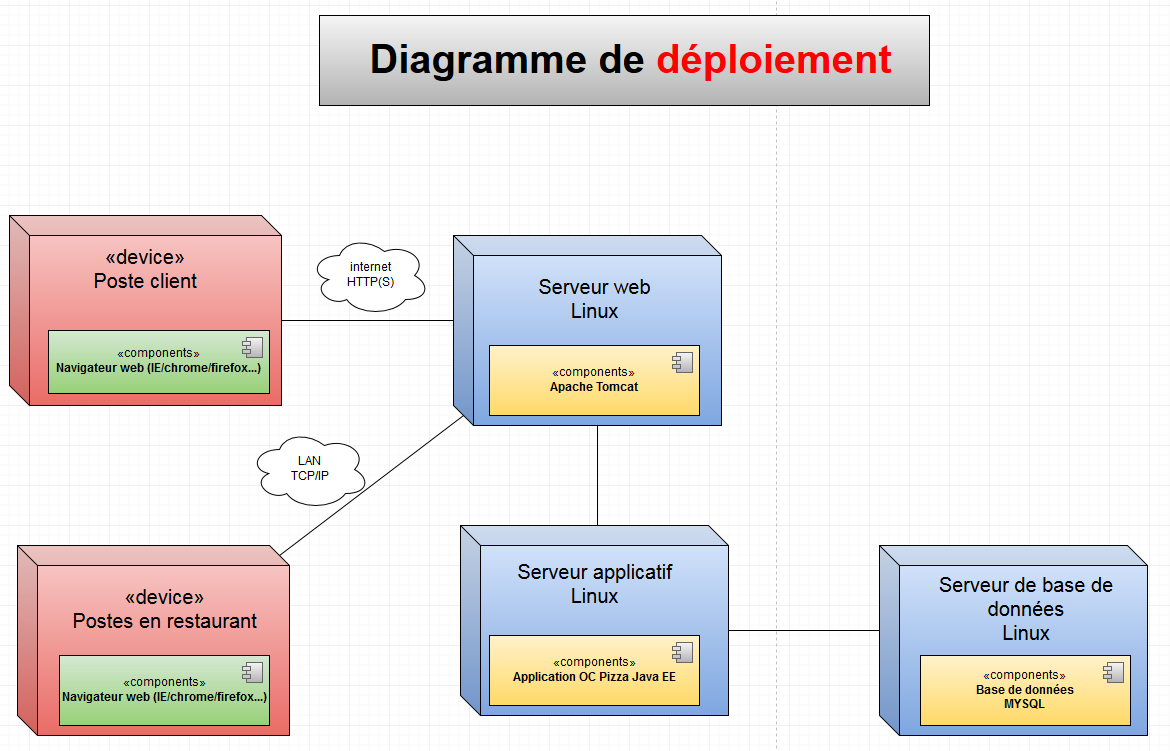 Diagramme de déploiement
«device»
Poste client
«components»
Navigateur web (IE/chrome/firefox...)
internet
HTTP(S)
Serveur web
Linux
«components»
Apache Tomcat
LAN
TCP/IP
«device»
Postes en restaurant
«components»
Navigateur web (IE/chrome/firefox...)
Serveur applicatif
Linux
«components»
Application OC Pizza Java EE
Serveur de base de
données
Linux
«components»
Base de données
MYSQL